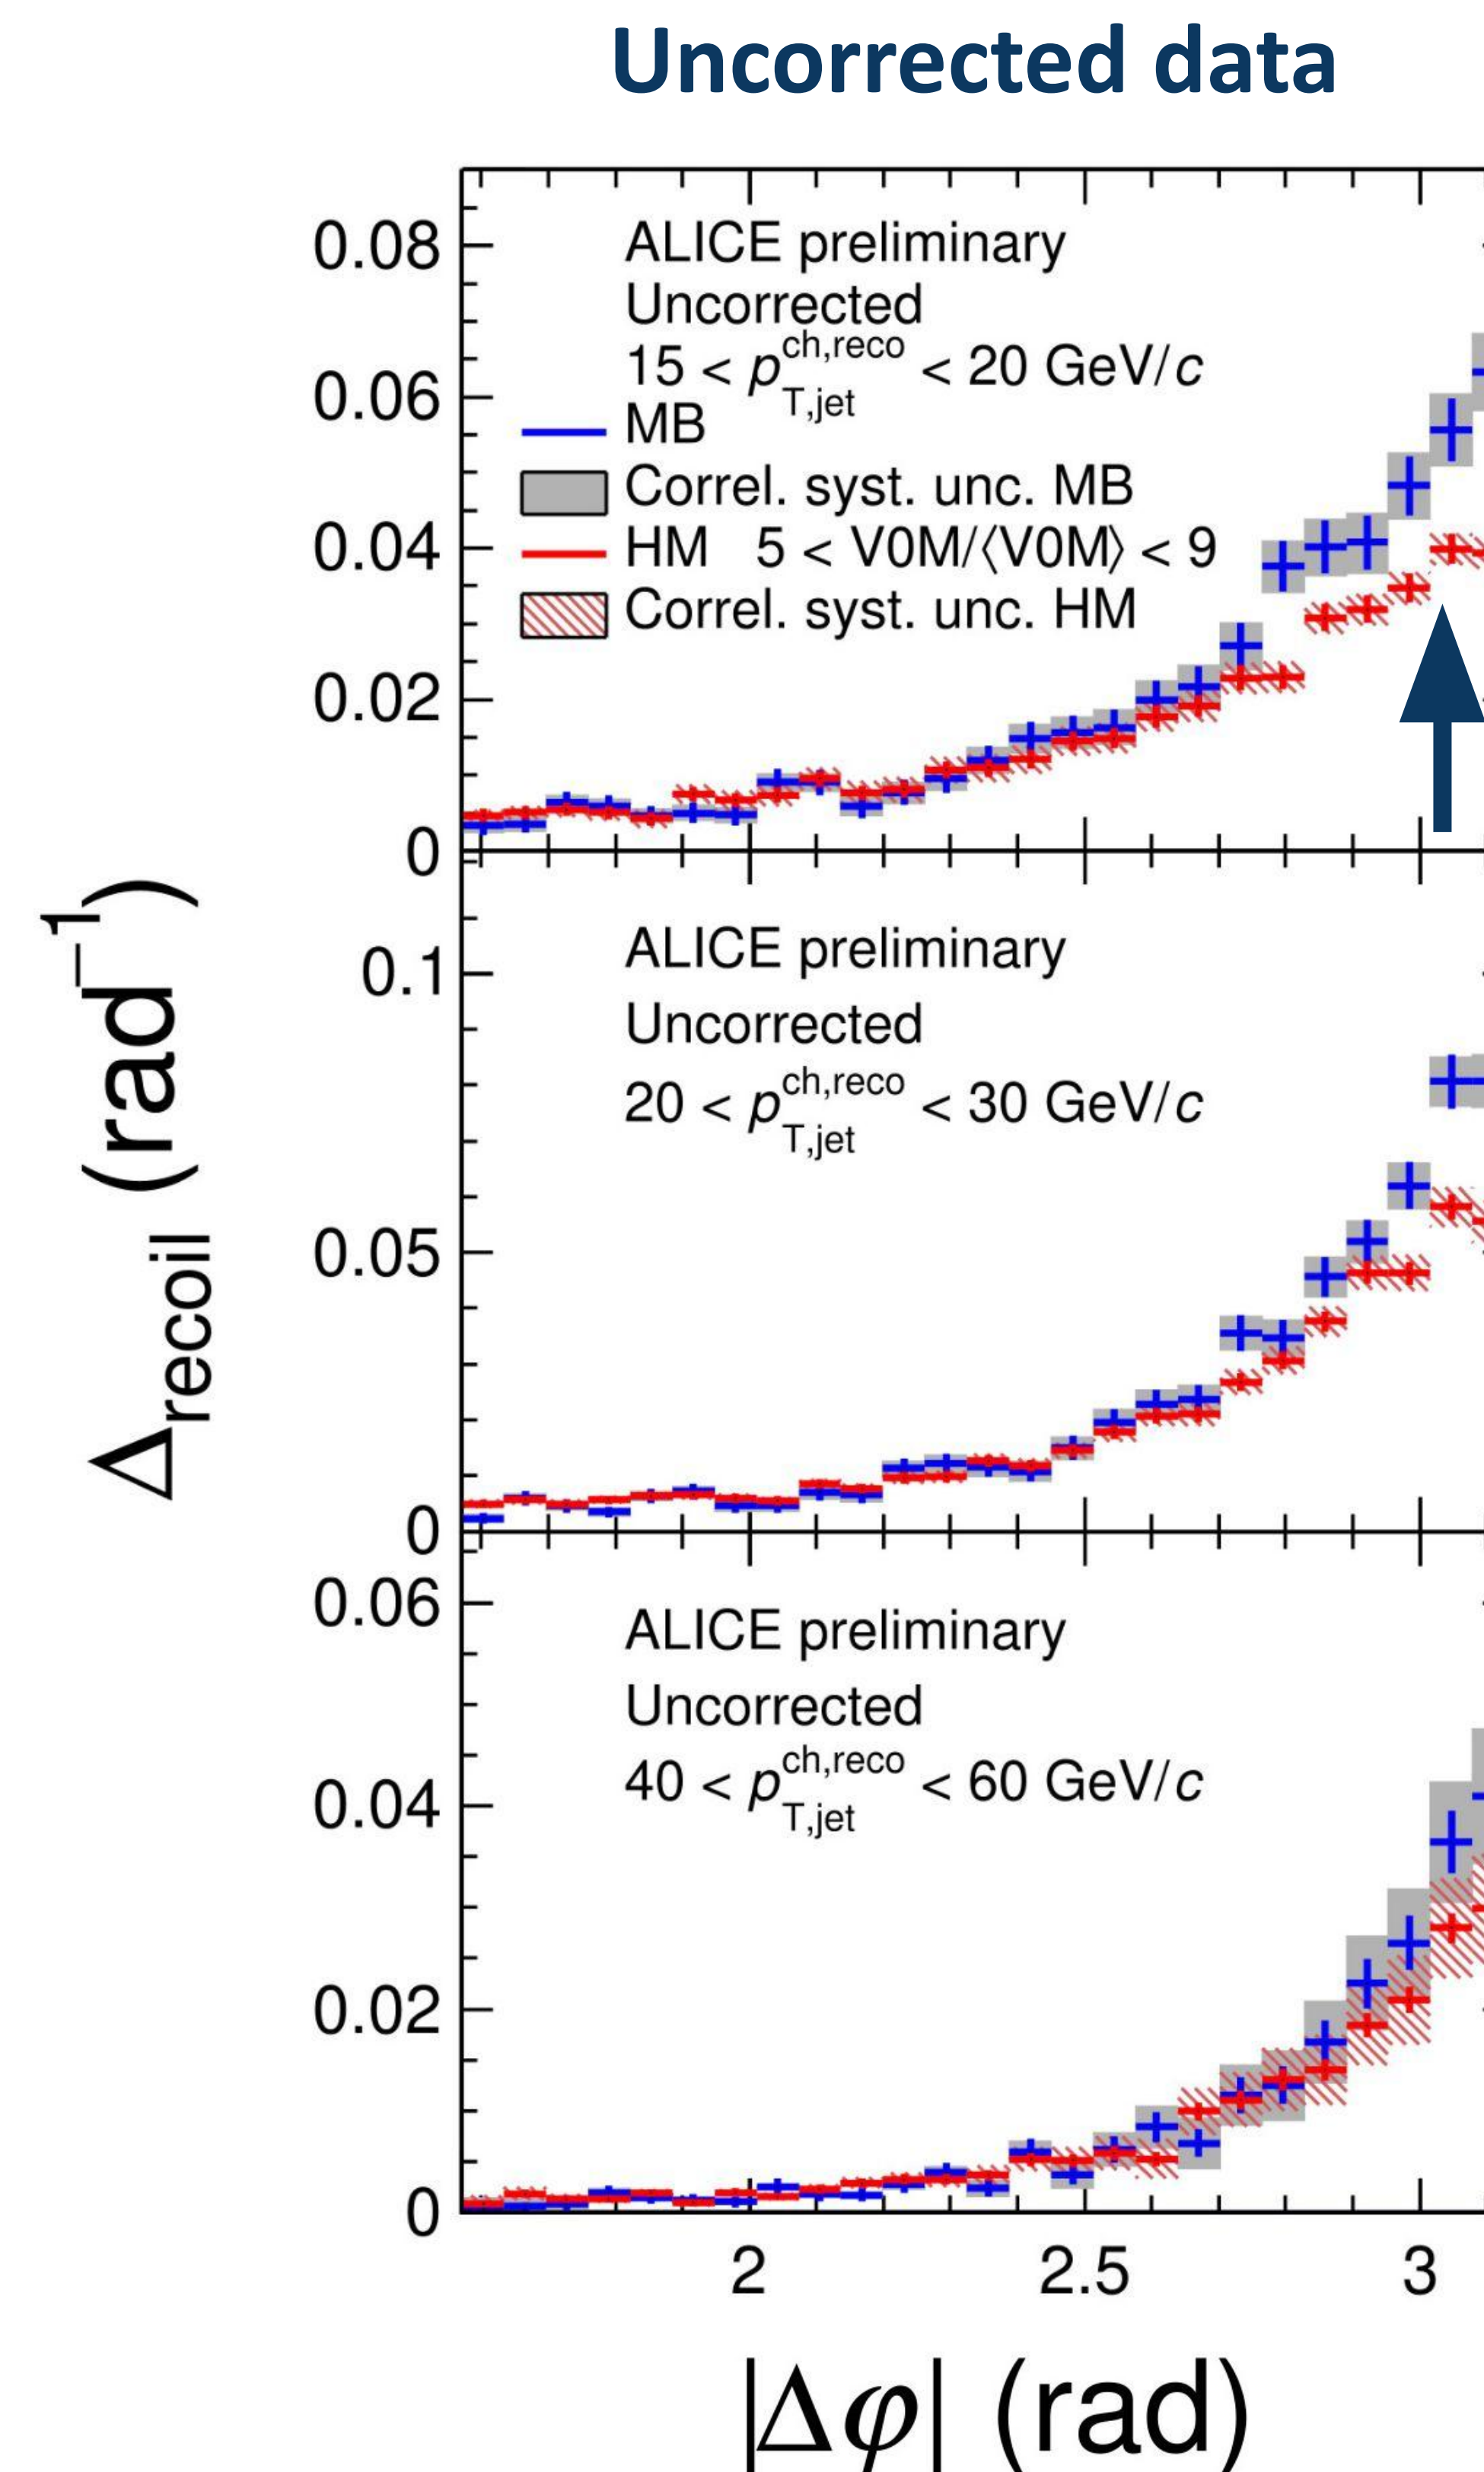 Uncorrected data
0.08
0.06
0.04
0.02
0
ALICE preliminary
Uncorrected
15 < p_T,jet^ch,reco < 20 GeV/c
MB
Correl. syst. unc. MB
HM 5 < V0M/⟨V0M⟩ < 9
Correl. syst. unc. HM
0.1
0.05
0
ALICE preliminary
Uncorrected
20 < p_T,jet^ch,reco < 30 GeV/c
0.06
0.04
0.02
0
ALICE preliminary
Uncorrected
40 < p_T,jet^ch,reco < 60 GeV/c
Δ_recoil (rad⁻¹)
2 2.5 3
|Δφ| (rad)